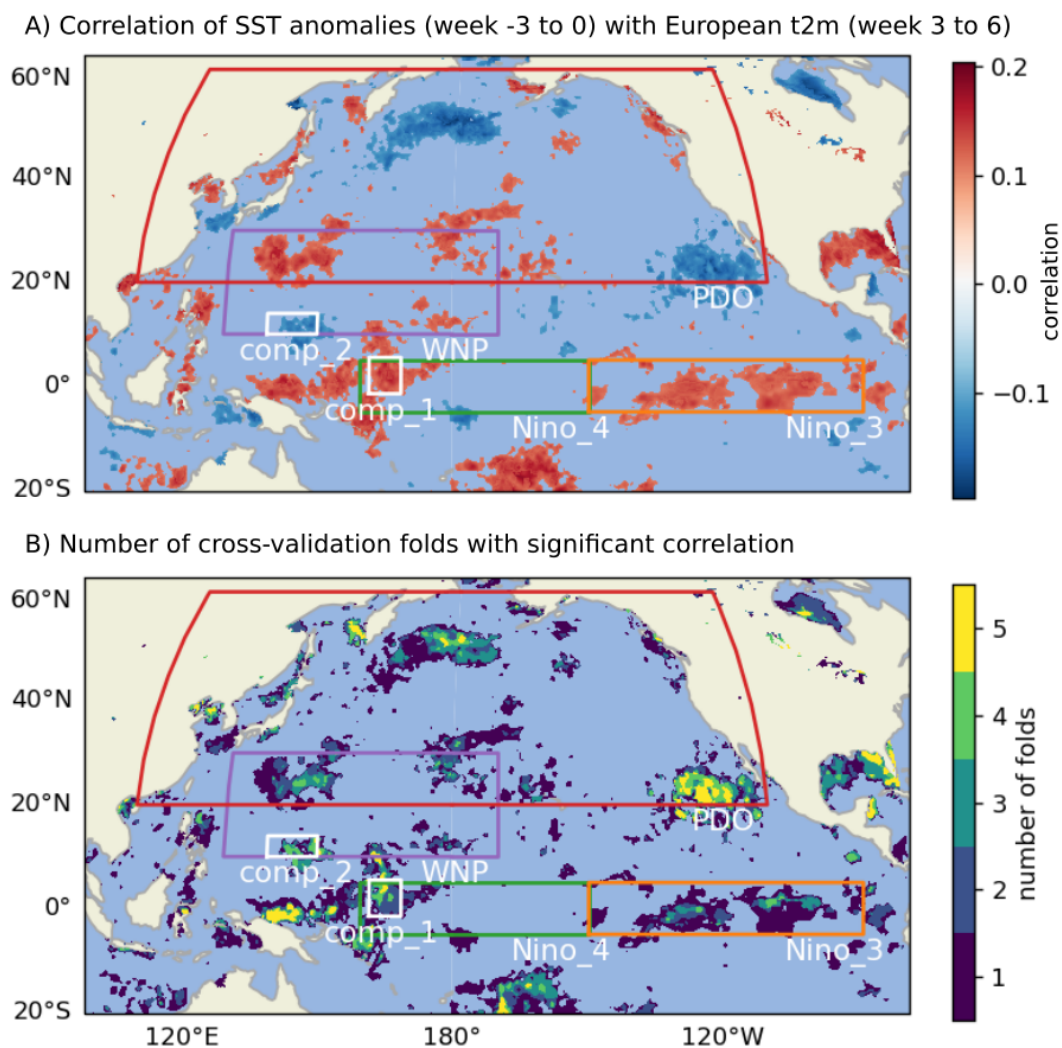 A) Correlation of SST anomalies (week -3 to 0) with European t2m (week 3 to 6)
60°N
40°N
20°N
0°
20°S
PDO
comp_2
WNP
comp_1
Nino_4
Nino_3
0.2
0.1
0.0
−0.1
correlation
B) Number of cross-validation folds with significant correlation
60°N
40°N
20°N
0°
20°S
PDO
comp_2
WNP
comp_1
Nino_4
Nino_3
120°E
180°
120°W
5
4
3
2
1
number of folds